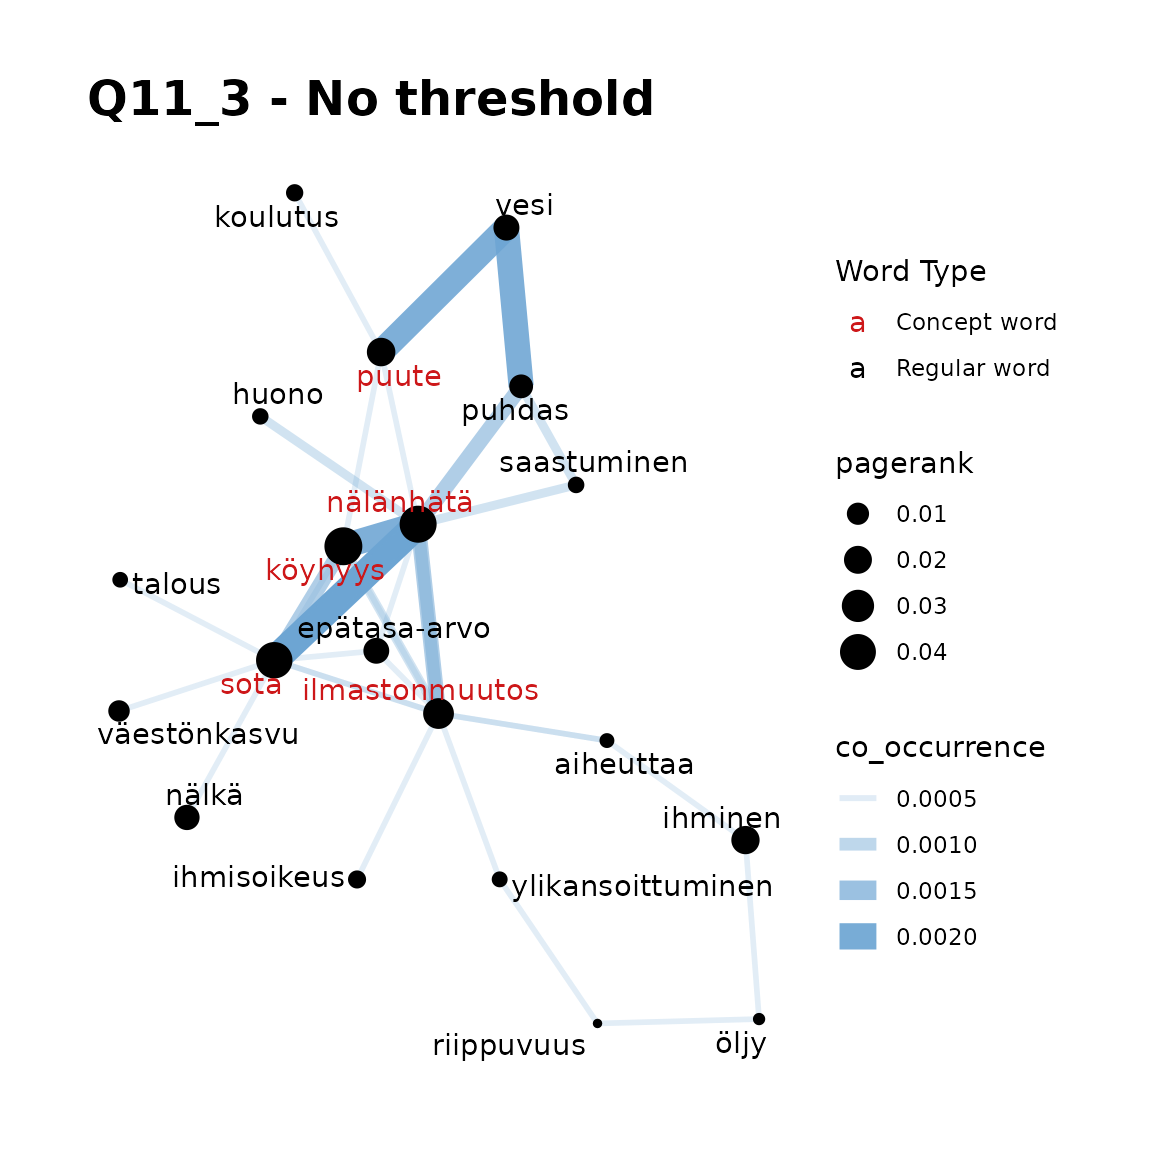 Q11_3 - No threshold
koulutus
vesi
puute
huono
puhdas
saastuminen
nälänhätä
köyhyys
talous
epätasa-arvo
sota
ilmastonmuutos
väestönkasvu
aiheuttaa
nälkä
ihminen
ihmisoikeus
ylikansoittuminen
riippuvuus
öljy
Word Type
a Concept word
a Regular word
pagerank
0.01
0.02
0.03
0.04
co_occurrence
0.0005
0.0010
0.0015
0.0020